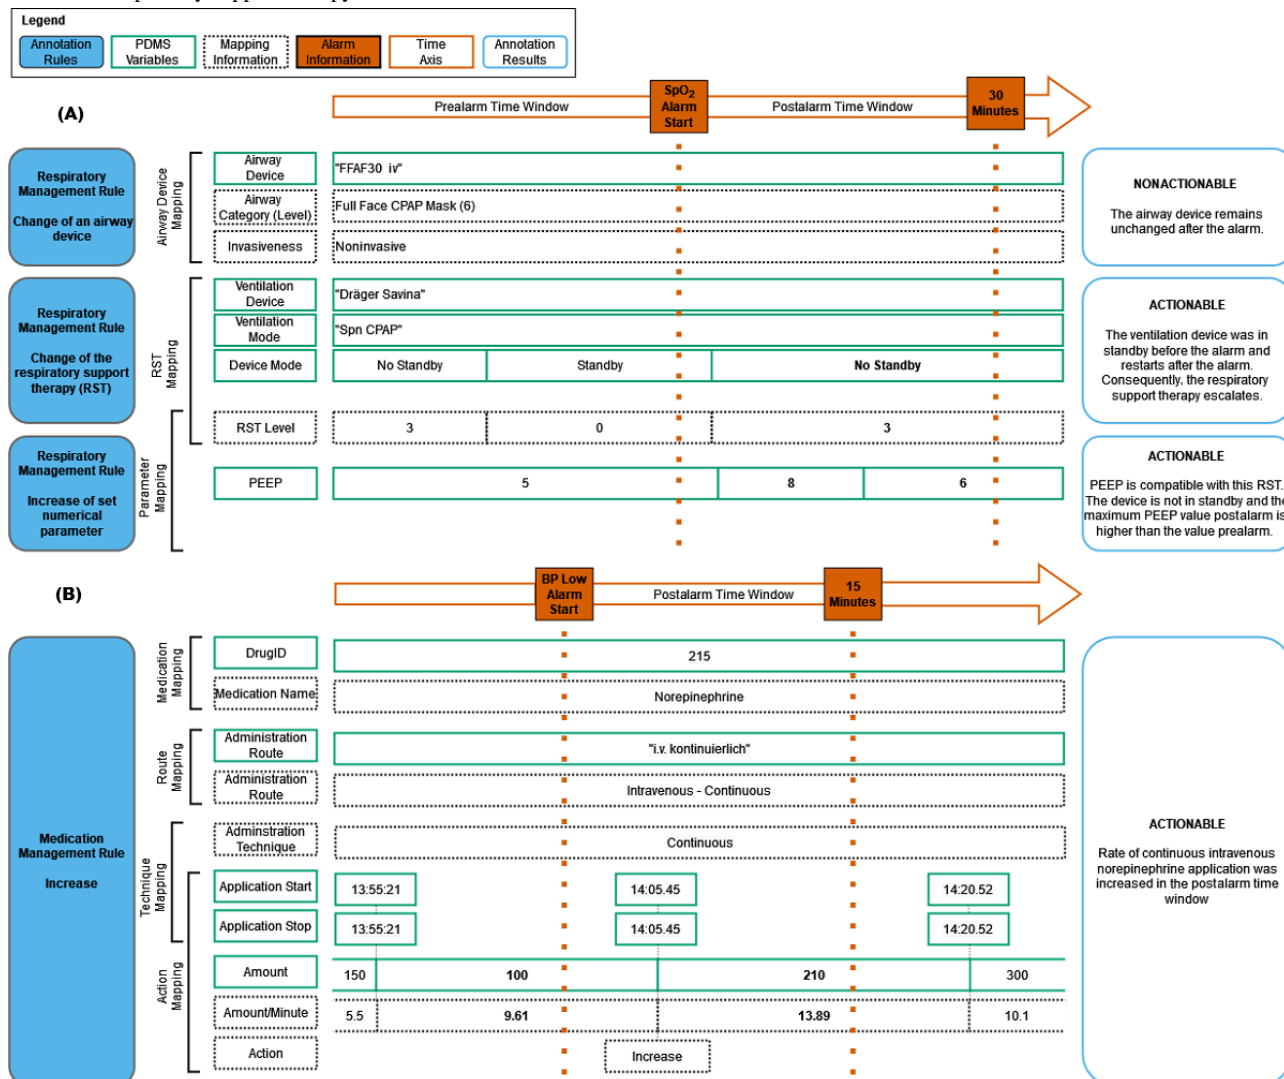 Legend
Annotation
Rules
PDMS
Variables
Mapping
Information
Alarm
Information
Time
Axis
Annotation
Results
(A)
Prealarm Time Window
SpO2
Alarm
Start
Postalarm Time Window
30
Minutes
Respiratory
Management Rule
Change of an airway
device
Airway Device
Mapping
Airway
Device
"FFAF30 iv"
Airway
Category (Level)
Full Face CPAP Mask (6)
Invasiveness
Noninvasive
NONACTIONABLE
The airway device remains
unchanged after the alarm.
Respiratory
Management Rule
Change of the
respiratory support
therapy (RST)
RST
Mapping
Ventilation
Device
"Dräger Savina"
Ventilation
Mode
"Spn CPAP"
Device Mode
No Standby
Standby
No Standby
RST Level
3
0
3
ACTIONABLE
The ventilation device was in
standby before the alarm and
restarts after the alarm.
Consequently, the respiratory
support therapy escalates.
Respiratory
Management Rule
Increase of set
numerical
parameter
Parameter
Mapping
PEEP
5
8
6
ACTIONABLE
PEEP is compatible with this RST.
The device is not in standby and the
maximum PEEP value postalarm is
higher than the value prealarm.
(B)
BP Low
Alarm
Start
Postalarm Time Window
15
Minutes
Medication
Management Rule
Increase
Medication
Mapping
DrugID
215
Medication Name
Norepinephrine
Route
Mapping
Administration
Route
"i.v. kontinuierlich"
Administration
Route
Intravenous - Continuous
Technique
Mapping
Adminstration
Technique
Continuous
Application Start
13:55:21
14:05.45
14:20.52
Application Stop
13:55:21
14:05.45
14:20.52
Action
Mapping
Amount
150
100
210
300
Amount/Minute
5.5
9.61
13.89
10.1
Action
Increase
ACTIONABLE
Rate of continuous intravenous
norepinephrine application was
increased in the postalarm time
window